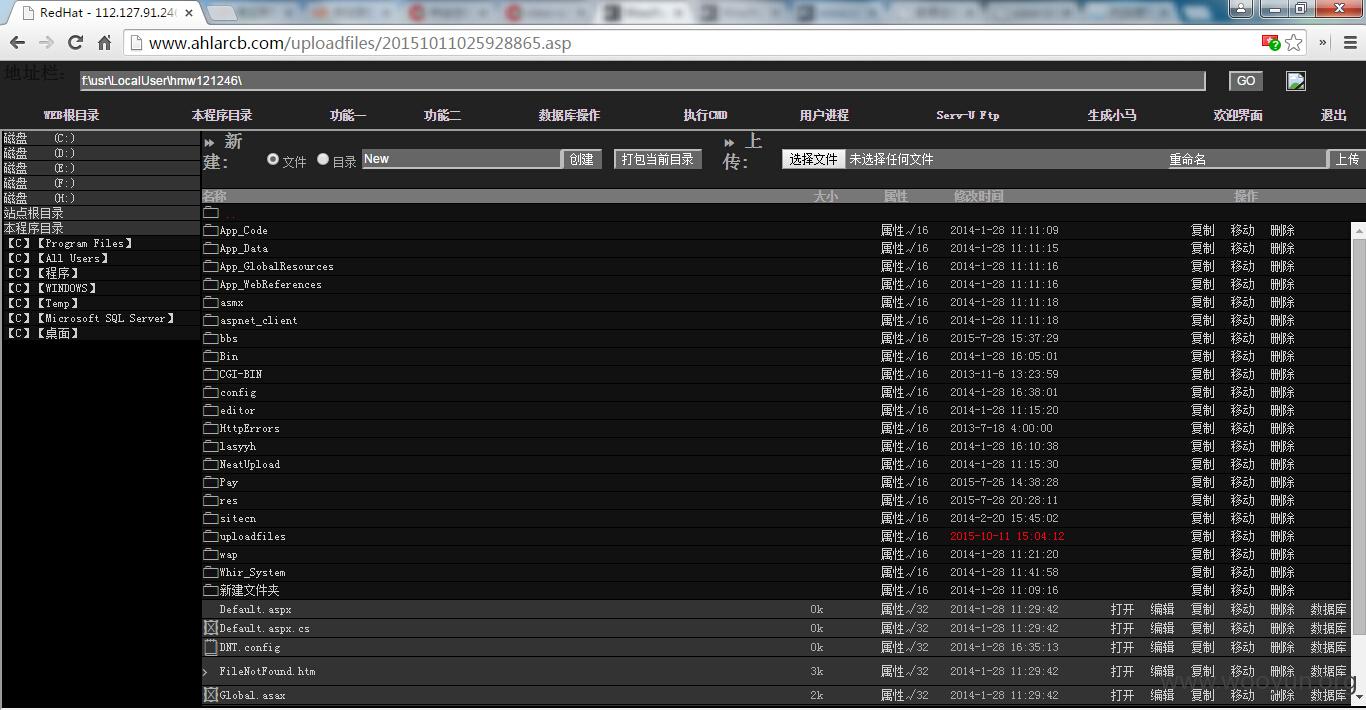 RedHat - 112.127.91.24
www.ahlarcb.com/uploadfiles/20151011025928865.asp
地址栏: f:\usr\LocalUser\hmw121246\ GO
WEB根目录 本程序目录 功能一 功能二 数据库操作 执行CMD 用户进程 Serv-U Ftp 生成小马 欢迎界面 退出
磁盘 (C:)
磁盘 (D:)
磁盘 (E:)
磁盘 (F:)
磁盘 (H:)
站点根目录
本程序目录
【C】【Program Files】
【C】【All Users】
【C】【程序】
【C】【WINDOWS】
【C】【Temp】
【C】【Microsoft SQL Server】
【C】【桌面】
新建: 文件 目录 New 创建 打包当前目录 上传: 选择文件 未选择任何文件 重命名 上传
名称 大小 属性 修改时间 操作
..
App_Code 属性√/16 2014-1-28 11:11:09 复制 移动 删除
App_Data 属性√/16 2014-1-28 11:11:15 复制 移动 删除
App_GlobalResources 属性√/16 2014-1-28 11:11:16 复制 移动 删除
App_WebReferences 属性√/16 2014-1-28 11:11:16 复制 移动 删除
asmx 属性√/16 2014-1-28 11:11:18 复制 移动 删除
aspnet_client 属性√/16 2014-1-28 11:11:18 复制 移动 删除
bbs 属性√/16 2015-7-28 15:37:29 复制 移动 删除
Bin 属性√/16 2014-1-28 16:05:01 复制 移动 删除
CGI-BIN 属性√/16 2013-11-6 13:23:59 复制 移动 删除
config 属性√/16 2014-1-28 16:38:01 复制 移动 删除
editor 属性√/16 2014-1-28 11:15:20 复制 移动 删除
HttpErrors 属性√/16 2013-7-18 4:00:00 复制 移动 删除
lasyyh 属性√/16 2014-1-28 16:10:38 复制 移动 删除
NeatUpload 属性√/16 2014-1-28 11:15:30 复制 移动 删除
Pay 属性√/16 2015-7-26 14:38:28 复制 移动 删除
res 属性√/16 2015-7-28 20:28:11 复制 移动 删除
sitecn 属性√/16 2014-2-20 15:45:02 复制 移动 删除
uploadfiles 属性√/16 2015-10-11 15:04:12 复制 移动 删除
wap 属性√/16 2014-1-28 11:21:20 复制 移动 删除
Whir_System 属性√/16 2014-1-28 11:41:58 复制 移动 删除
新建文件夹 属性√/16 2014-1-28 11:09:16 复制 移动 删除
Default.aspx 0k 属性√/32 2014-1-28 11:29:42 打开 编辑 复制 移动 删除 数据库
Default.aspx.cs 0k 属性√/32 2014-1-28 11:29:42 打开 编辑 复制 移动 删除 数据库
DNT.config 0k 属性√/32 2014-1-28 16:35:13 打开 编辑 复制 移动 删除 数据库
FileNotFound.htm 3k 属性√/32 2014-1-28 11:29:42 打开 编辑 复制 移动 删除 数据库
Global.asax 2k 属性√/32 2014-1-28 11:29:42 打开 编辑 复制 移动 删除 数据库
www.wooyun.org